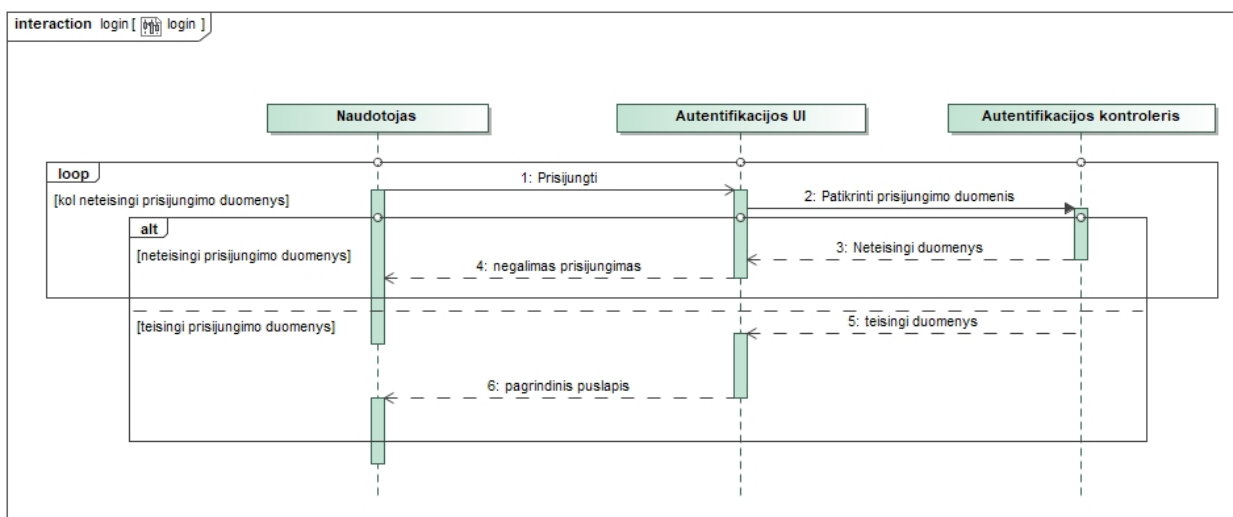 interaction login [ login ]
Naudotojas
Autentifikacijos UI
Autentifikacijos kontroleris
loop
[kol neteisingi prisijungimo duomenys]
1: Prisijungti
2: Patikrinti prisijungimo duomenis
alt
[neteisingi prisijungimo duomenys]
3: Neteisingi duomenys
4: negalimas prisijungimas
[teisingi prisijungimo duomenys]
5: teisingi duomenys
6: pagrindinis puslapis